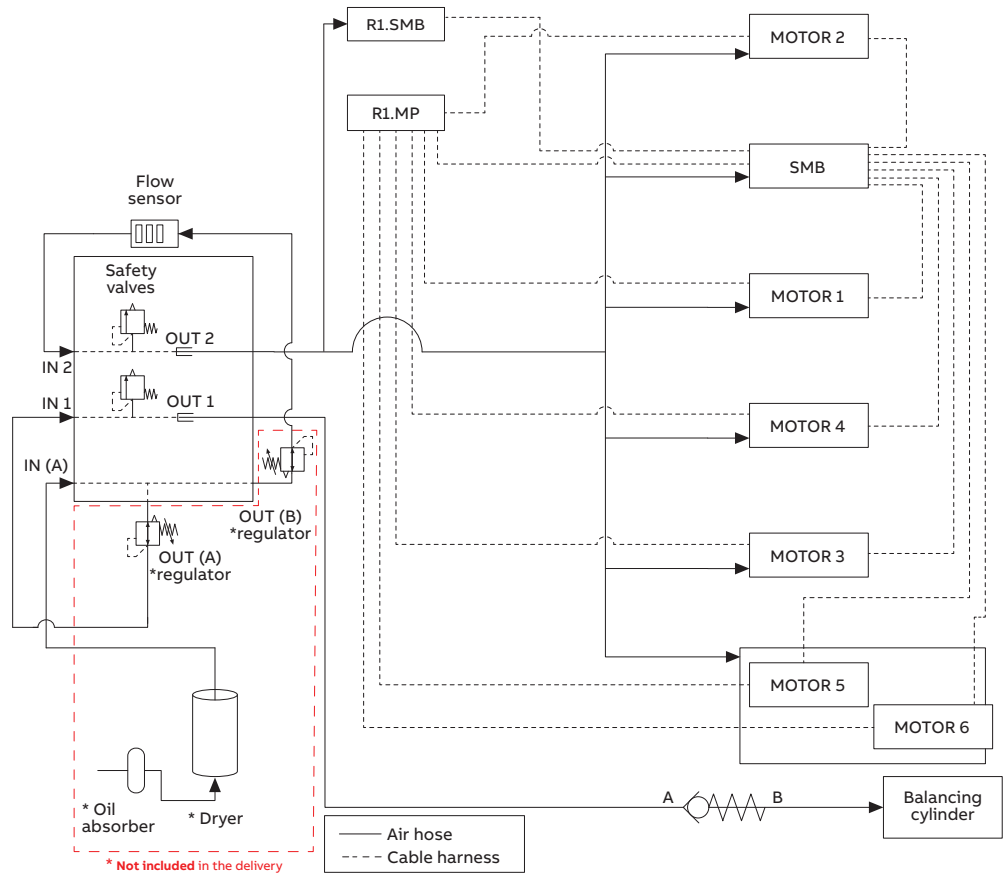 R1.SMB
MOTOR 2
R1.MP
SMB
Flow
sensor
Safety
valves
MOTOR 1
OUT 2
IN 2
IN 1
OUT 1
MOTOR 4
IN (A)
OUT (B)
*regulator
OUT (A)
*regulator
MOTOR 3
MOTOR 5
MOTOR 6
* Oil
absorber
* Dryer
A
B
Balancing
cylinder
Air hose
Cable harness
* Not included in the delivery